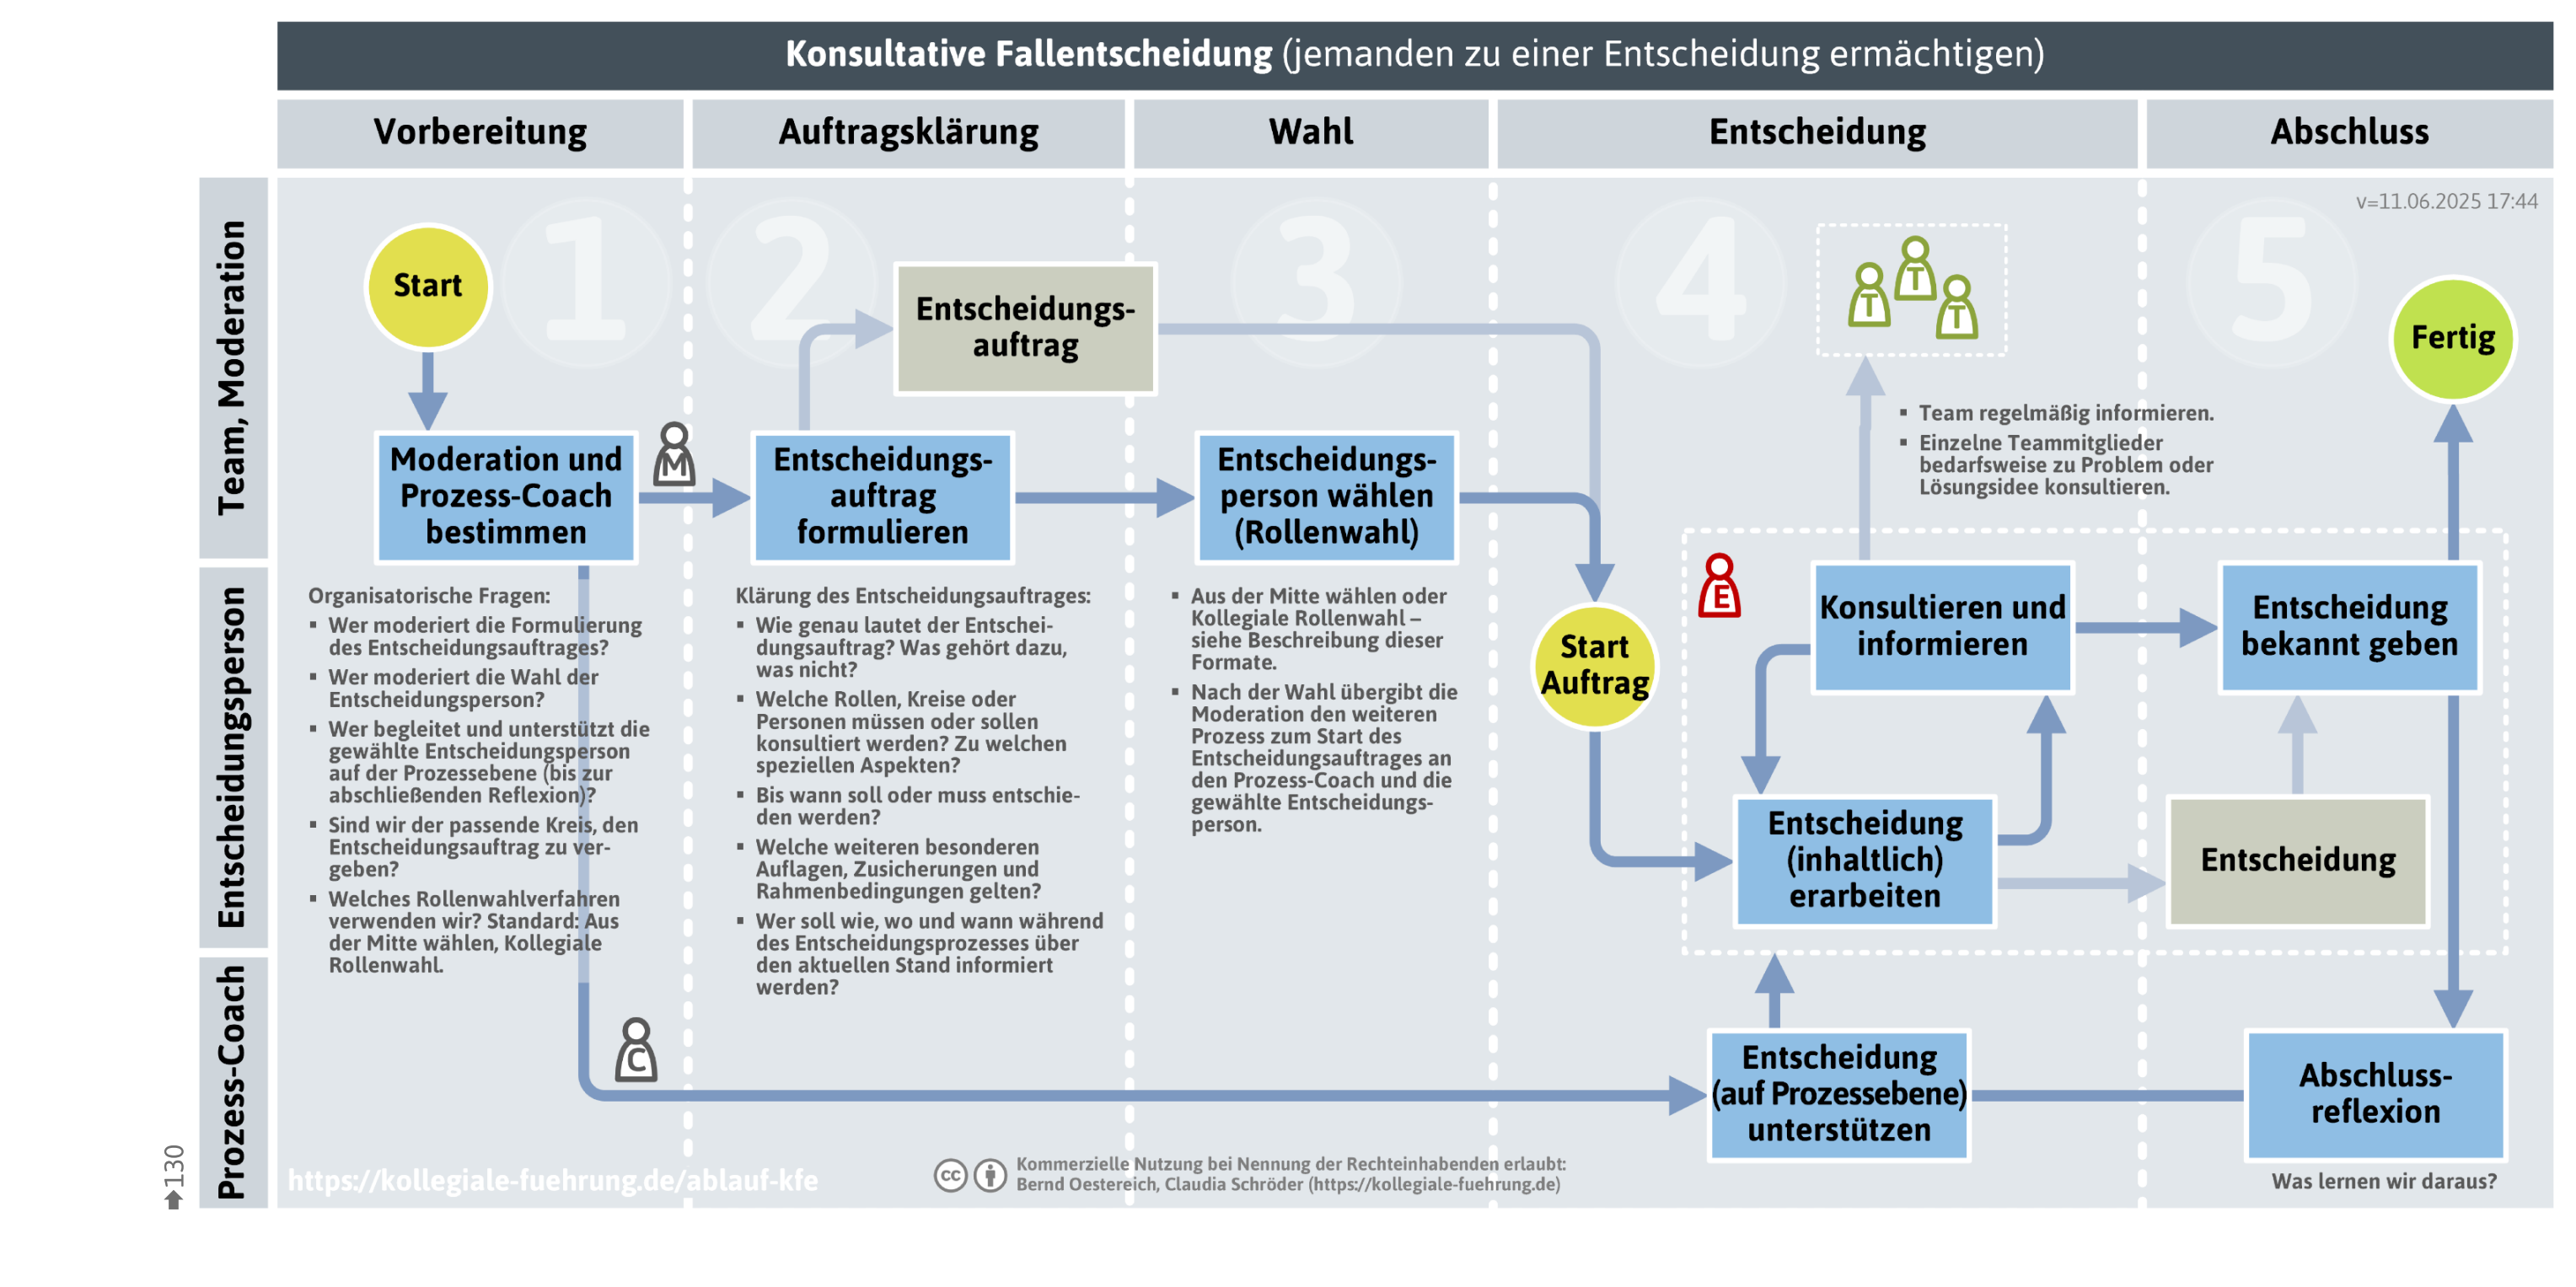 Konsultative Fallentscheidung (jemanden zu einer Entscheidung ermächtigen)
Vorbereitung
Auftragsklärung
Wahl
Entscheidung
Abschluss
Team, Moderation
Entscheidungsperson
Prozess-Coach
130
v=11.06.2025 17:44
1
Start
Moderation und
Prozess-Coach
bestimmen
M
Organisatorische Fragen:
▪ Wer moderiert die Formulierung
des Entscheidungsauftrages?
▪ Wer moderiert die Wahl der
Entscheidungsperson?
▪ Wer begleitet und unterstützt die
gewählte Entscheidungsperson
auf der Prozessebene (bis zur
abschließenden Reflexion)?
▪ Sind wir der passende Kreis, den
Entscheidungsauftrag zu ver-
geben?
▪ Welches Rollenwahlverfahren
verwenden wir? Standard: Aus
der Mitte wählen, Kollegiale
Rollenwahl.
C
2
Entscheidungs-
auftrag
Entscheidungs-
auftrag
formulieren
Klärung des Entscheidungsauftrages:
▪ Wie genau lautet der Entschei-
dungsauftrag? Was gehört dazu,
was nicht?
▪ Welche Rollen, Kreise oder
Personen müssen oder sollen
konsultiert werden? Zu welchen
speziellen Aspekten?
▪ Bis wann soll oder muss entschie-
den werden?
▪ Welche weiteren besonderen
Auflagen, Zusicherungen und
Rahmenbedingungen gelten?
▪ Wer soll wie, wo und wann während
des Entscheidungsprozesses über
den aktuellen Stand informiert
werden?
3
Entscheidungs-
person wählen
(Rollenwahl)
▪ Aus der Mitte wählen oder
Kollegiale Rollenwahl –
siehe Beschreibung dieser
Formate.
▪ Nach der Wahl übergibt die
Moderation den weiteren
Prozess zum Start des
Entscheidungsauftrages an
den Prozess-Coach und die
gewählte Entscheidungs-
person.
4
T
T
T
▪ Team regelmäßig informieren.
▪ Einzelne Teammitglieder
bedarfsweise zu Problem oder
Lösungsidee konsultieren.
Start
Auftrag
E
Konsultieren und
informieren
Entscheidung
(inhaltlich)
erarbeiten
Entscheidung
(auf Prozessebene)
unterstützen
5
Fertig
Entscheidung
bekannt geben
Entscheidung
Abschluss-
reflexion
Was lernen wir daraus?
https://kollegiale-fuehrung.de/ablauf-kfe
cc
Kommerzielle Nutzung bei Nennung der Rechteinhabenden erlaubt:
Bernd Oestereich, Claudia Schröder (https://kollegiale-fuehrung.de)